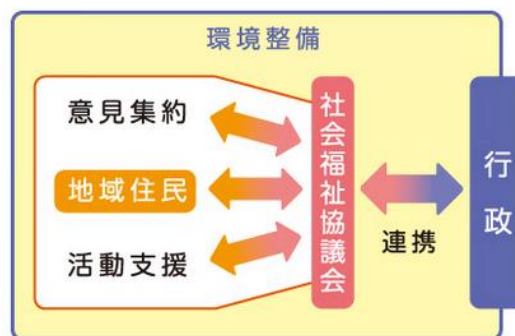 環境整備
意見集約
地域住民
活動支援
社会福祉協議会
連携
行政